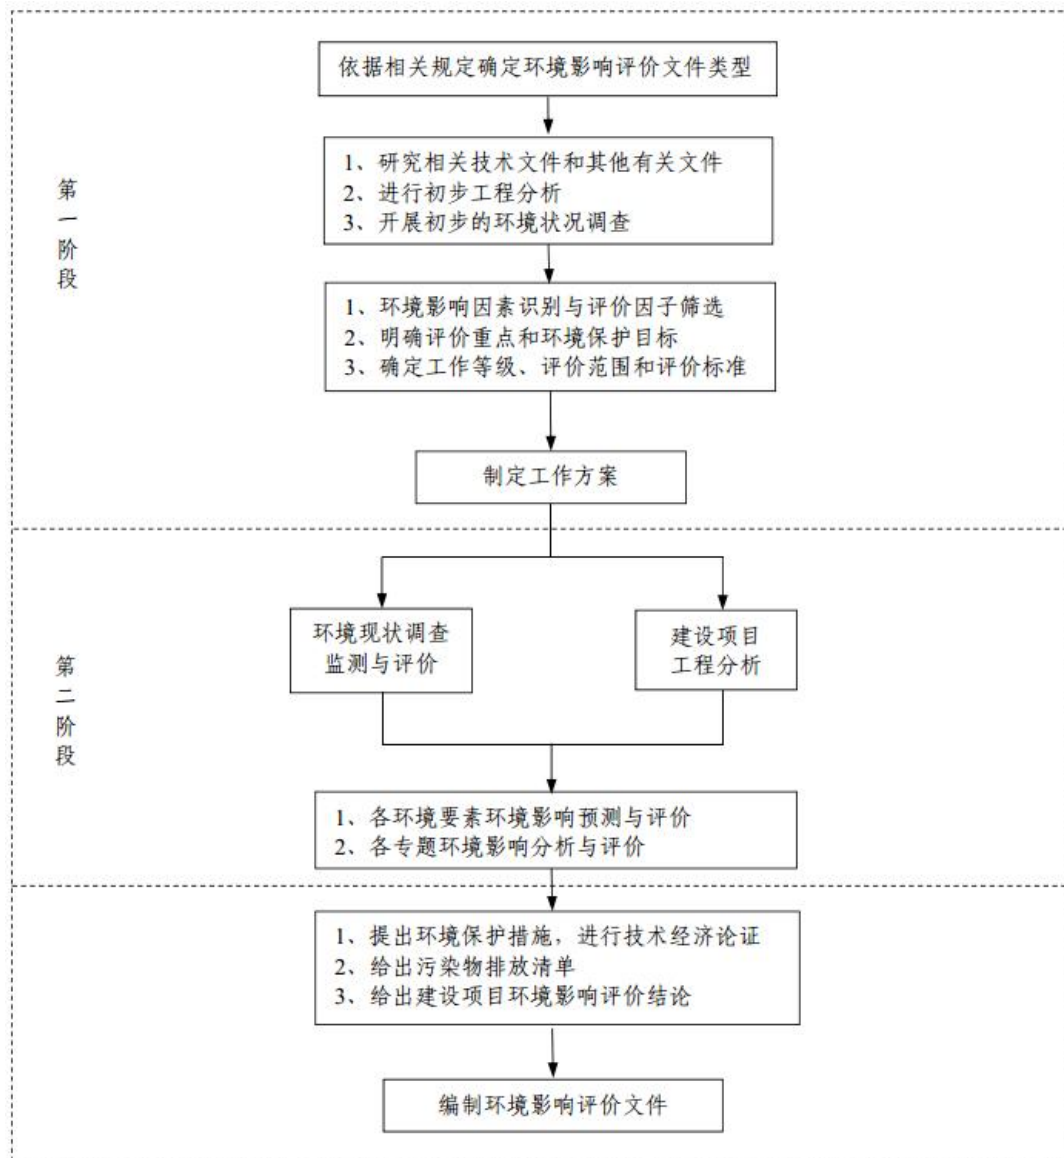 依据相关规定确定环境影响评价文件类型
1、研究相关技术文件和其他有关文件
2、进行初步工程分析
3、开展初步的环境状况调查
第一阶段
1、环境影响因素识别与评价因子筛选
2、明确评价重点和环境保护目标
3、确定工作等级、评价范围和评价标准
制定工作方案
环境现状调查
监测与评价
建设项目
工程分析
第二阶段
1、各环境要素环境影响预测与评价
2、各专题环境影响分析与评价
1、提出环境保护措施，进行技术经济论证
2、给出污染物排放清单
3、给出建设项目环境影响评价结论
编制环境影响评价文件